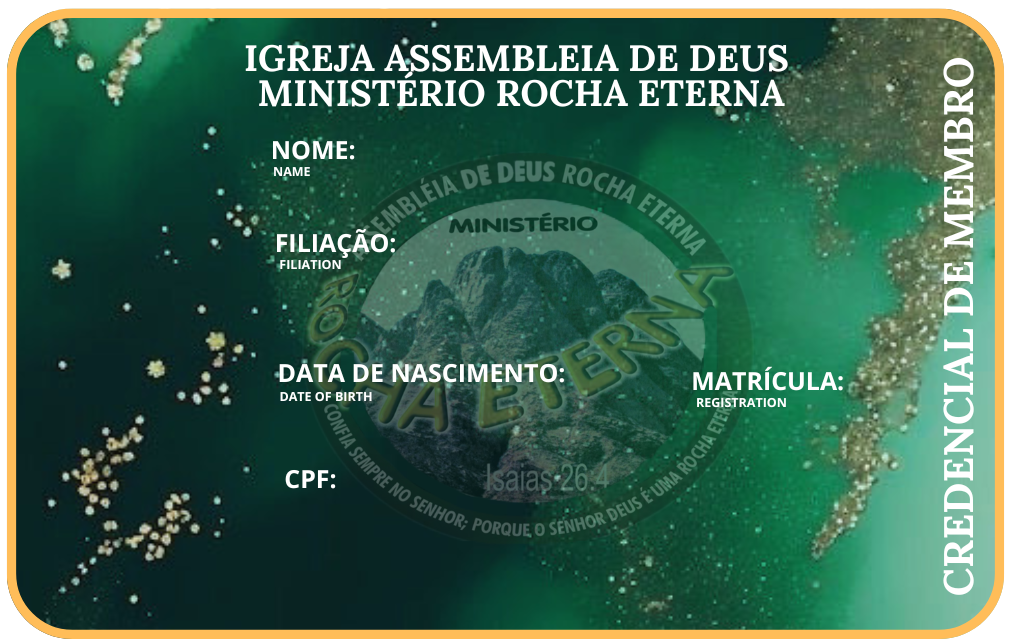 IGREJA ASSEMBLEIA DE DEUS
MINISTÉRIO ROCHA ETERNA
NOME:
NAME
FILIAÇÃO:
FILIATION
DATA DE NASCIMENTO:
DATE OF BIRTH
MATRÍCULA:
REGISTRATION
CPF:
CREDENCIAL DE MEMBRO
ASSEMBLÉIA DE DEUS ROCHA ETERNA
MINISTÉRIO
ROCHA ETERNA
Isaias 26.4
CONFIA SEMPRE NO SENHOR; PORQUE O SENHOR DEUS É UMA ROCHA ETERNA